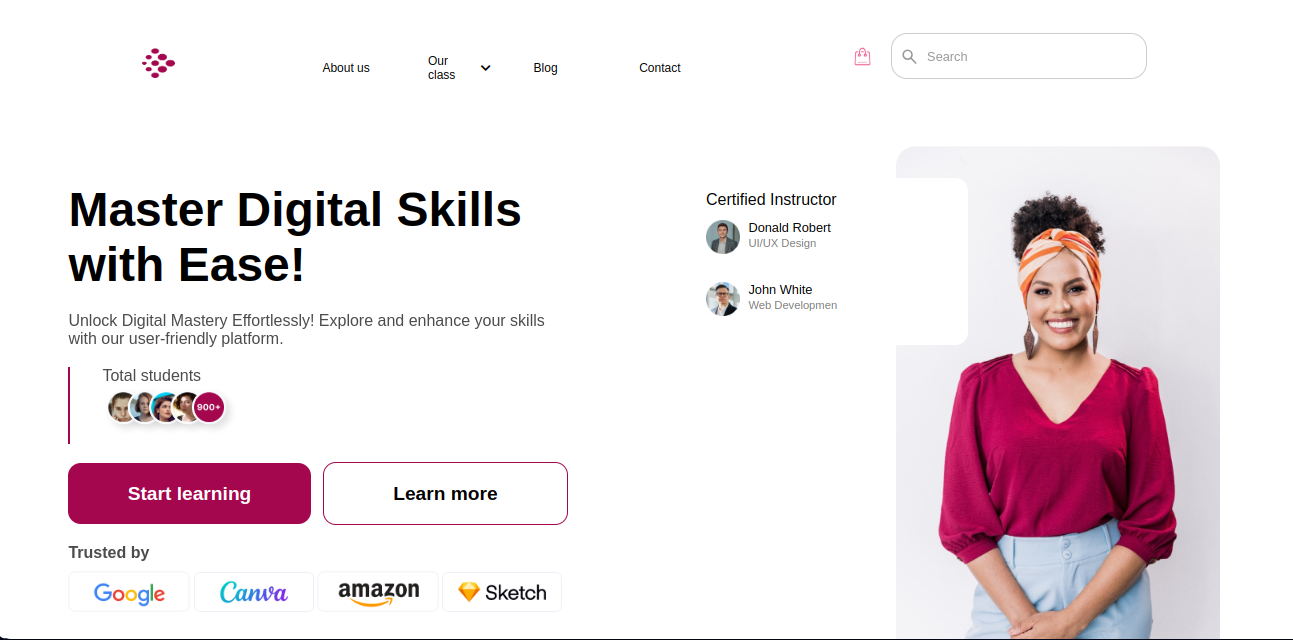 About us
Our
class
Blog
Contact
Search
Master Digital Skills
with Ease!
Unlock Digital Mastery Effortlessly! Explore and enhance your skills
with our user-friendly platform.
Total students
900+
Start learning
Learn more
Trusted by
Google
Canva
amazon
Sketch
Certified Instructor
Donald Robert
UI/UX Design
John White
Web Developmen